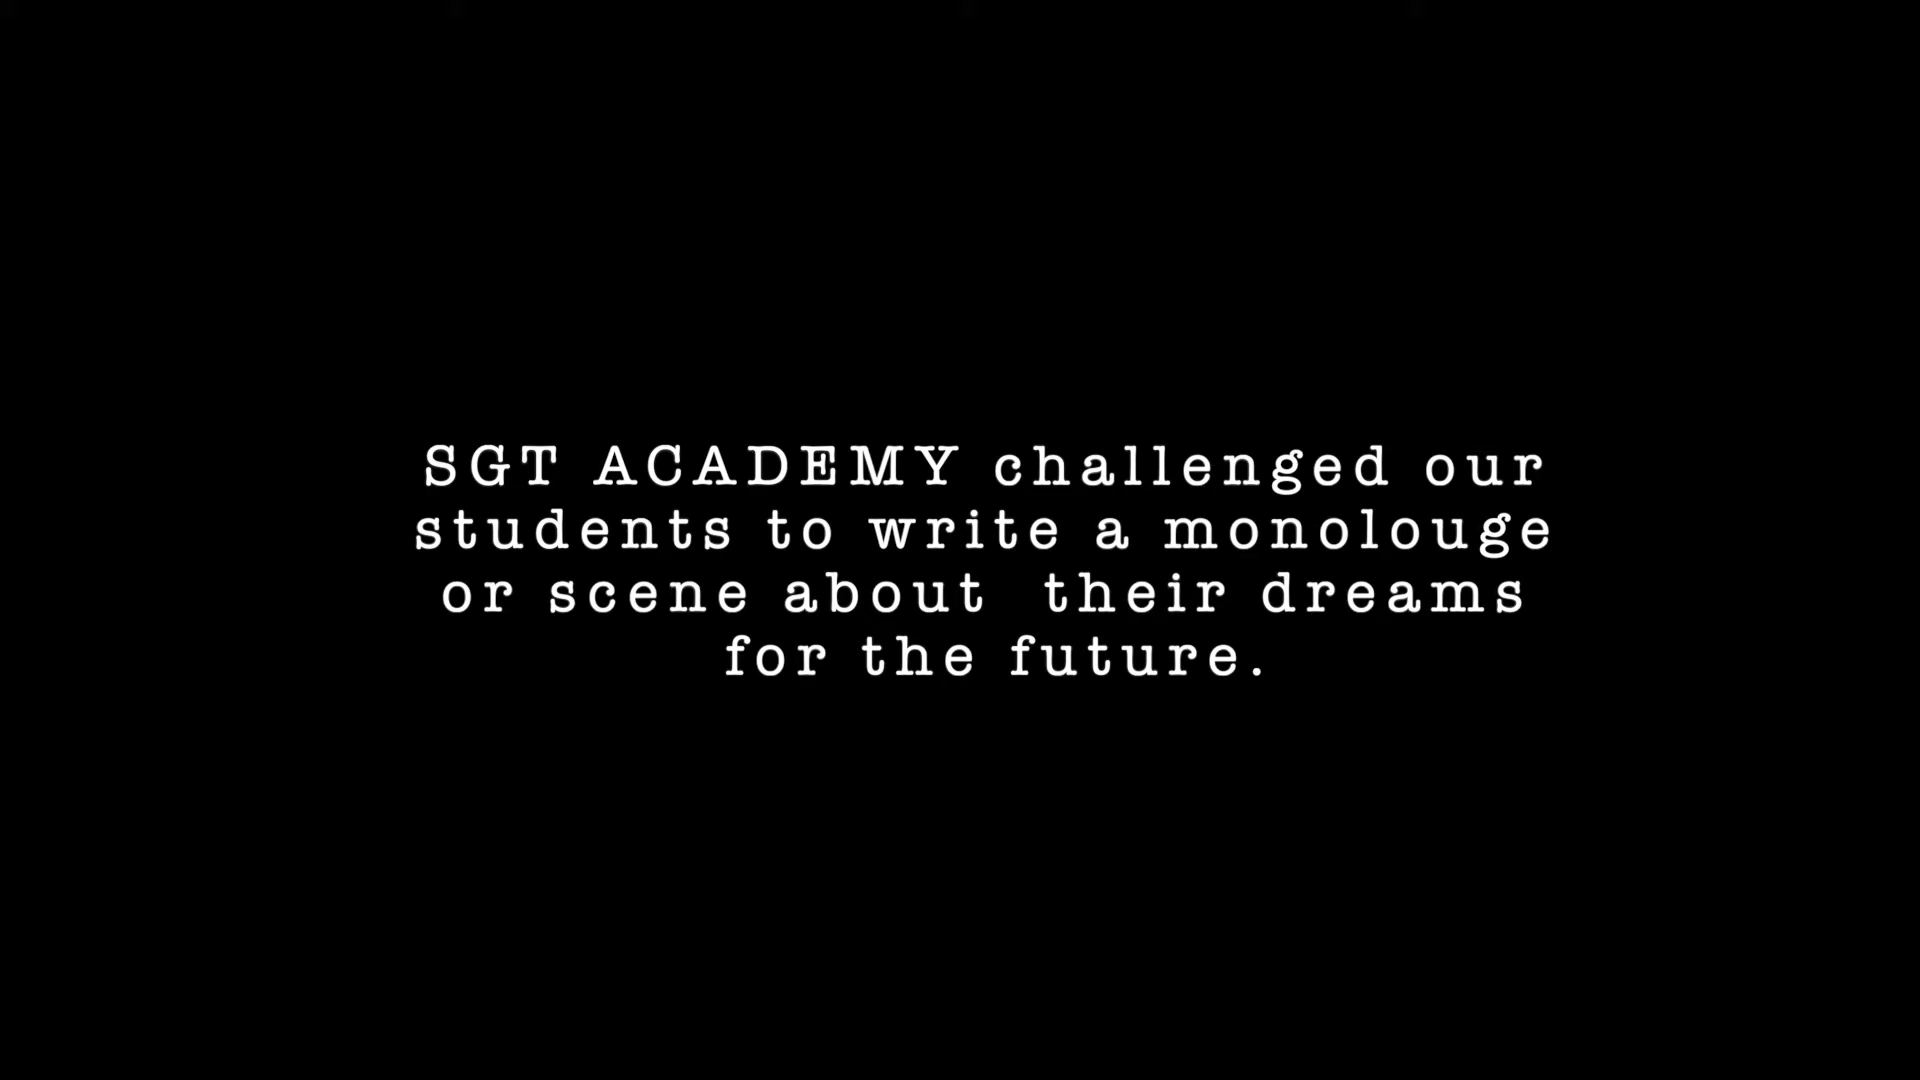 SGT ACADEMY challenged our
students to write a monolouge
or scene about  their dreams
for the future.